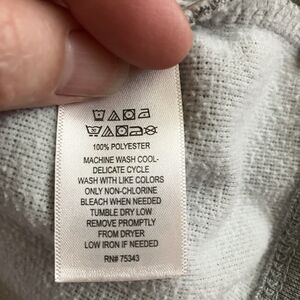 100% POLYESTER
MACHINE WASH COOL-
DELICATE CYCLE
WASH WITH LIKE COLORS
ONLY NON-CHLORINE
BLEACH WHEN NEEDED
TUMBLE DRY LOW
REMOVE PROMPTLY
FROM DRYER
LOW IRON IF NEEDED
RN# 75343